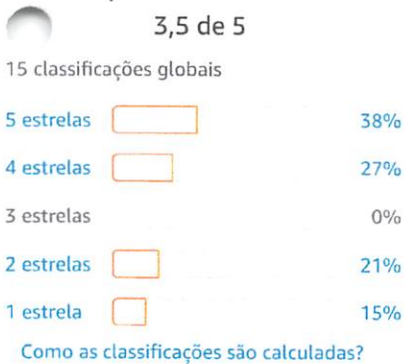 3,5 de 5
15 classificações globais
5 estrelas 38%
4 estrelas 27%
3 estrelas 0%
2 estrelas 21%
1 estrela 15%
Como as classificações são calculadas?